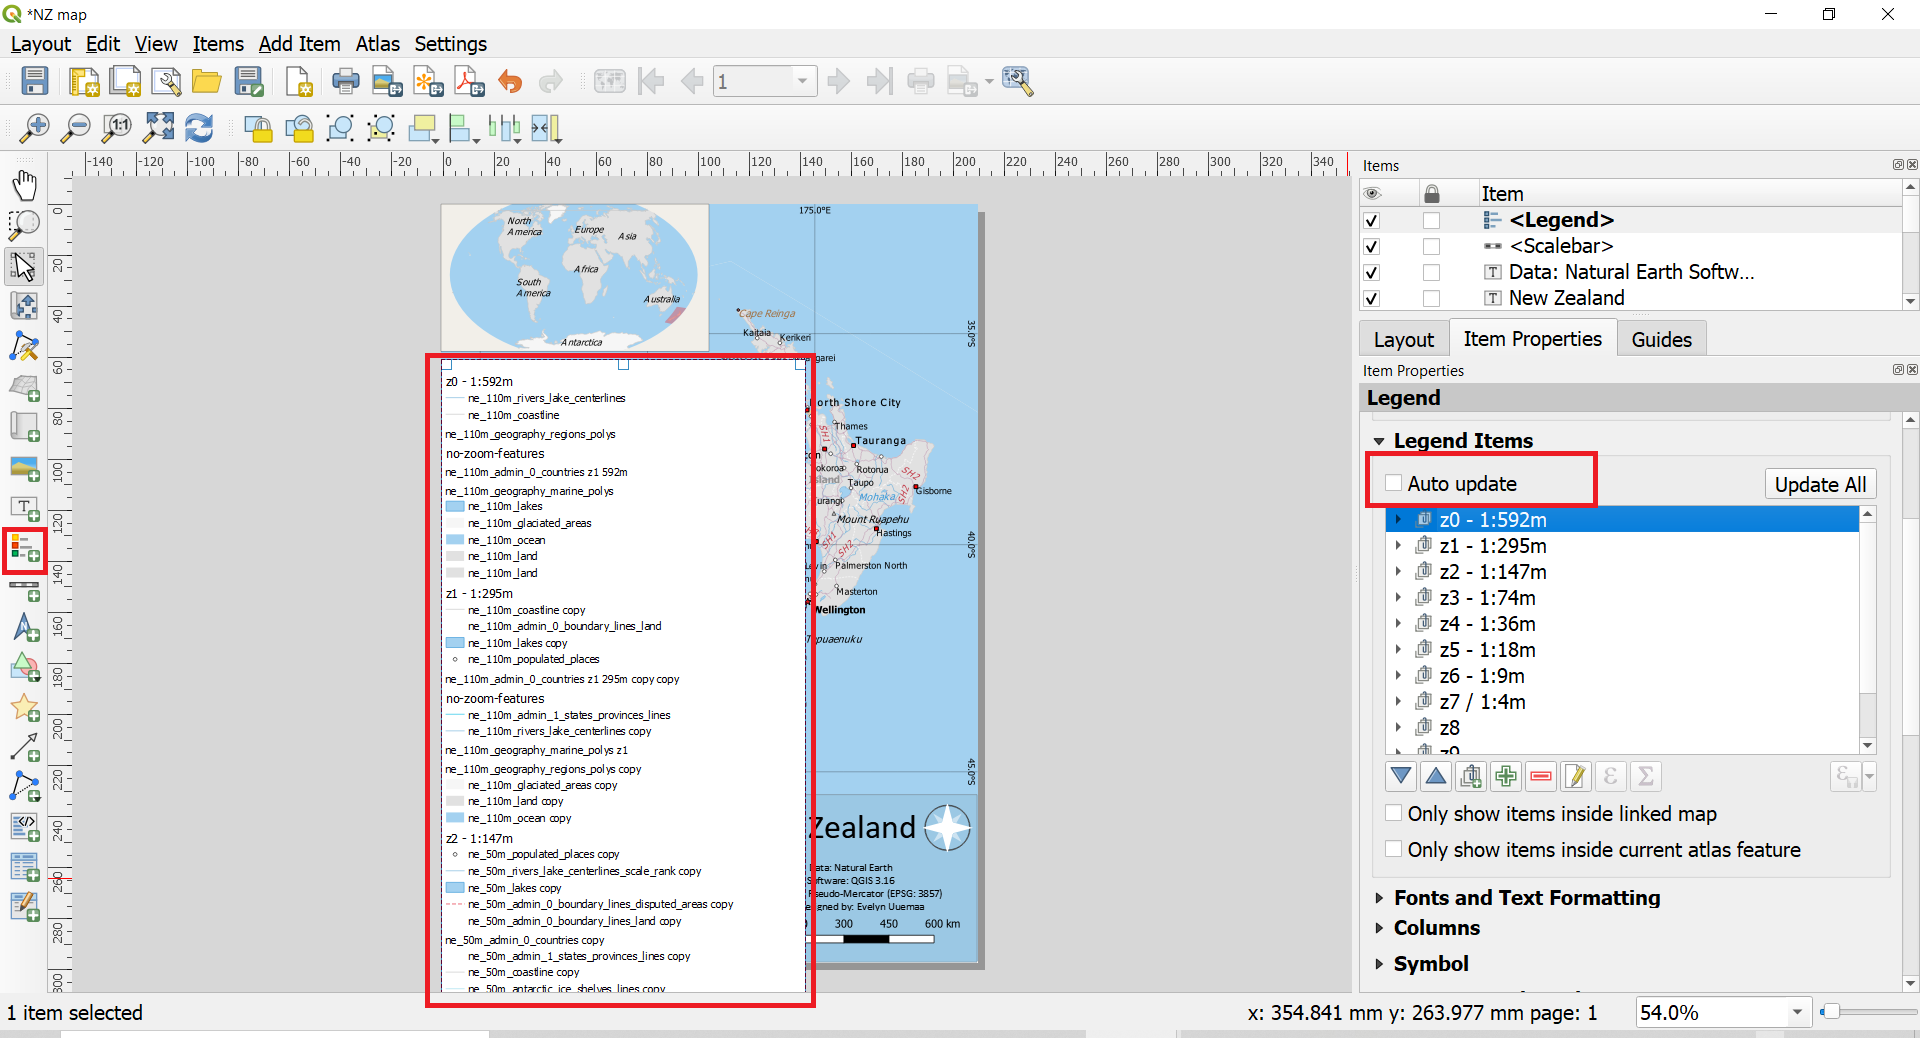 *NZ map
Layout Edit View Items Add Item Atlas Settings
1
-140 -120 -100 -80 -60 -40 -20 0 20 40 60 80 100 120 140 160 180 200 220 240 260 280 300 320 340
0
20
40
60
80
100
120
140
160
180
200
220
240
260
280
300
North America
Europe
Asia
Africa
South America
Australia
Antarctica
175.0°E
35.0°S
40.0°S
45.0°S
Cape Reinga
Kaitaia
Kerikeri
garei
orth Shore City
Thames
SH1
Tauranga
on
okoroa
Rotorua
SH2
Island
Taupo
SH2
urangi
Mohaka
Gisborne
Mount Ruapehu
Hastings
SH1
SH2
Palmerston North
Masterton
Wellington
Tapuaenuku
z0 - 1:592m
ne_110m_rivers_lake_centerlines
ne_110m_coastline
ne_110m_geography_regions_polys
no-zoom-features
ne_110m_admin_0_countries z1 592m
ne_110m_geography_marine_polys
ne_110m_lakes
ne_110m_glaciated_areas
ne_110m_ocean
ne_110m_land
ne_110m_land
z1 - 1:295m
ne_110m_coastline copy
ne_110m_admin_0_boundary_lines_land
ne_110m_lakes copy
ne_110m_populated_places
ne_110m_admin_0_countries z1 295m copy copy
no-zoom-features
ne_110m_admin_1_states_provinces_lines
ne_110m_rivers_lake_centerlines copy
ne_110m_geography_marine_polys z1
ne_110m_geography_regions_polys copy
ne_110m_glaciated_areas copy
ne_110m_land copy
ne_110m_ocean copy
z2 - 1:147m
ne_50m_populated_places copy
ne_50m_rivers_lake_centerlines_scale_rank copy
ne_50m_lakes copy
ne_50m_admin_0_boundary_lines_disputed_areas copy
ne_50m_admin_0_boundary_lines_land copy
ne_50m_admin_0_countries copy
ne_50m_admin_1_states_provinces_lines copy
ne_50m_coastline copy
ne_50m_antarctic_ice_shelves_lines copy
Zealand
Data: Natural Earth
Software: QGIS 3.16
Pseudo-Mercator (EPSG: 3857)
gned by: Evelyn Uuemaa
300 450 600 km
Items
Item
<Legend>
<Scalebar>
Data: Natural Earth Softw...
New Zealand
Layout Item Properties Guides
Item Properties
Legend
Legend Items
Auto update
Update All
z0 - 1:592m
z1 - 1:295m
z2 - 1:147m
z3 - 1:74m
z4 - 1:36m
z5 - 1:18m
z6 - 1:9m
z7 / 1:4m
z8
z9
Only show items inside linked map
Only show items inside current atlas feature
Fonts and Text Formatting
Columns
Symbol
1 item selected
x: 354.841 mm y: 263.977 mm page: 1
54.0%